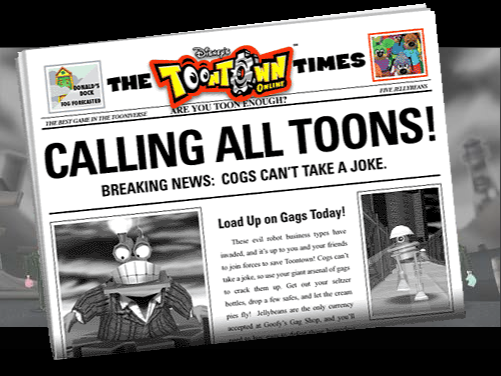 DONALD'S
DOCK
FOG FORECASTED
THE
Disney's
TOONTOWN
ONLINE
TIMES
THE BEST GAME IN THE TOONIVERSE
ARE YOU TOON ENOUGH?
FIVE JELLYBEANS
CALLING ALL TOONS!
BREAKING NEWS: COGS CAN'T TAKE A JOKE.
Load Up on Gags Today!
These evil robot business types have
invaded, and it's up to you and your friends
to join forces to save Toontown! Cogs can't
take a joke, so use your giant arsenal of gags
to crack them up. Get out your seltzer
bottles, drop a few safes, and let the cream
pies fly! Jellybeans are the only currency
accepted at Goofy's Gag Shop, and you'll